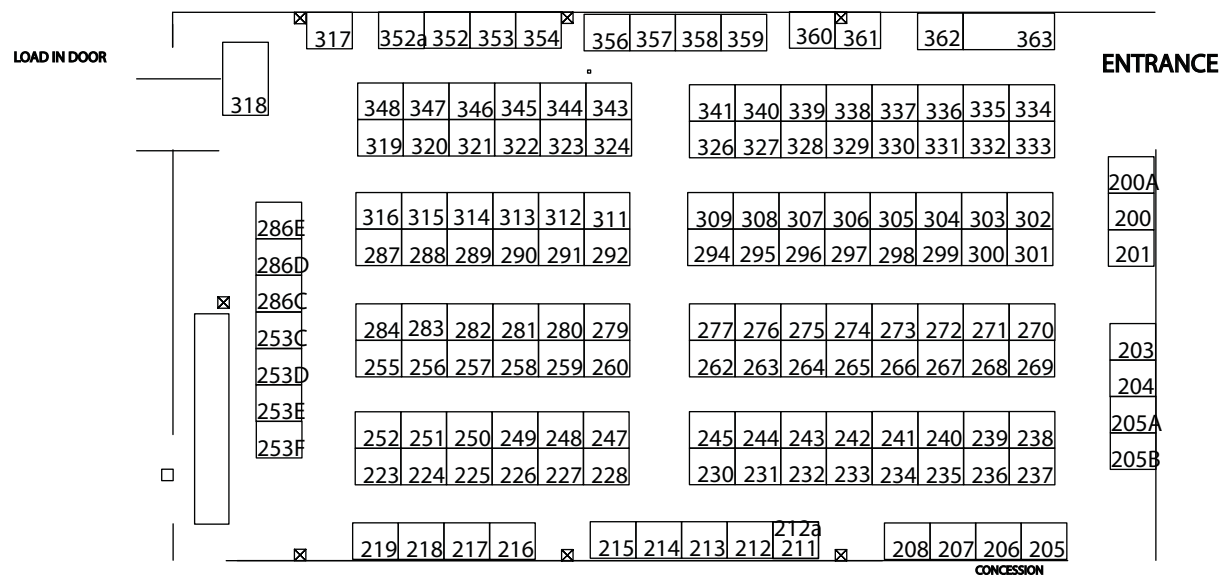 317 352a 352 353 354 356 357 358 359 360 361 362 363
LOAD IN DOOR
ENTRANCE
318
348 347 346 345 344 343 341 340 339 338 337 336 335 334
319 320 321 322 323 324 326 327 328 329 330 331 332 333
200A
316 315 314 313 312 311 309 308 307 306 305 304 303 302 200
286E
287 288 289 290 291 292 294 295 296 297 298 299 300 301 201
286D
286C
284 283 282 281 280 279 277 276 275 274 273 272 271 270
253C
203
255 256 257 258 259 260 262 263 264 265 266 267 268 269
253D
204
253E
205A
252 251 250 249 248 247 245 244 243 242 241 240 239 238
253F
205B
223 224 225 226 227 228 230 231 232 233 234 235 236 237
212a
219 218 217 216 215 214 213 212 211 208 207 206 205
CONCESSION